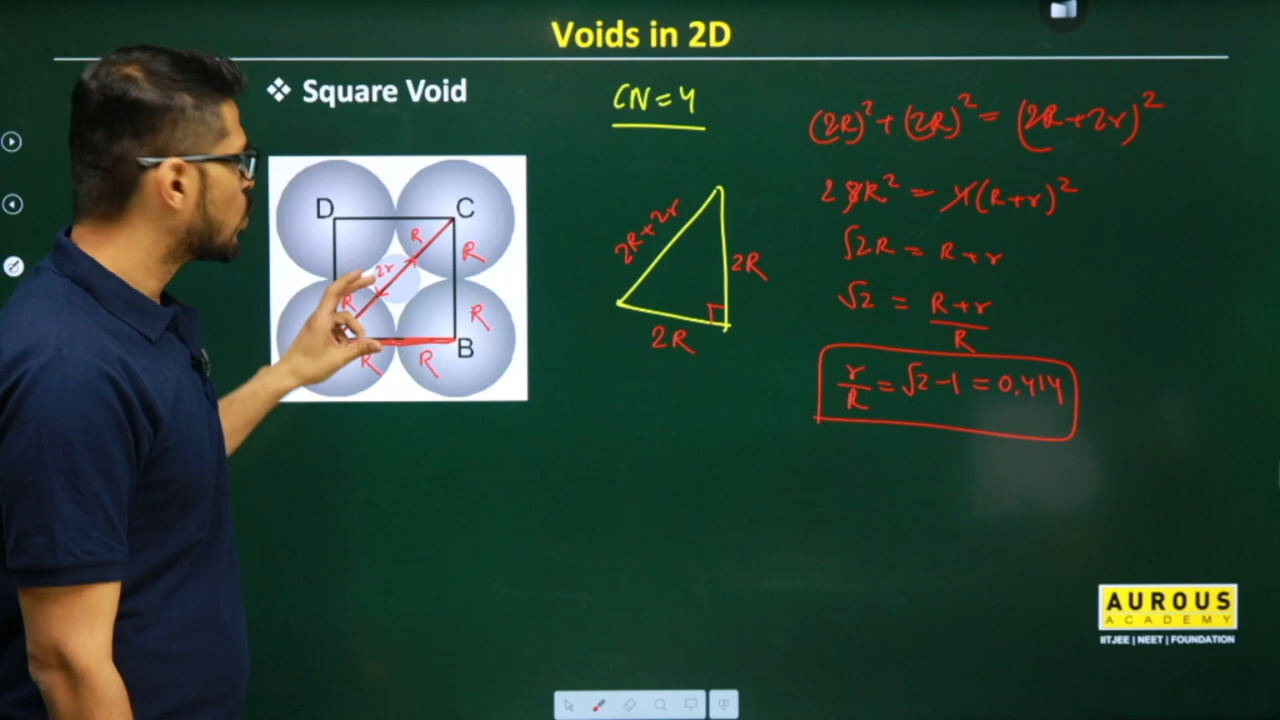 Voids in 2D
❖ Square Void
CN = 4
D
C
R
R
2r
R
R
B
R
R
2R+2r
2R
2R
(2R)² + (2R)² = (2R+2r)²
2 8R² = 4(R+r)²
√2R = R+r
√2 = R+r / R
r/R = √2-1 = 0.414
AUROUS
ACADEMY
IITJEE | NEET | FOUNDATION